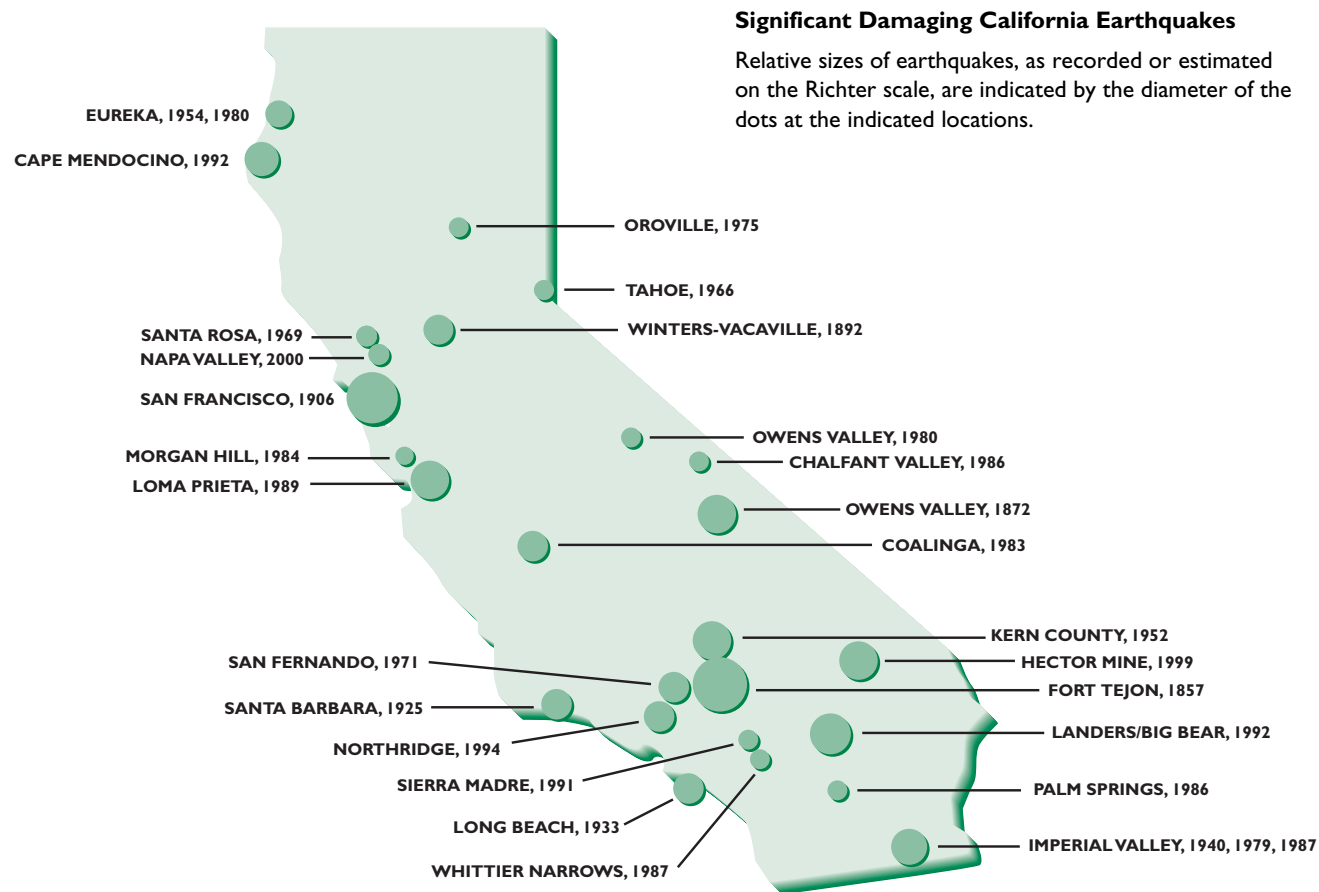 Significant Damaging California Earthquakes
Relative sizes of earthquakes, as recorded or estimated
on the Richter scale, are indicated by the diameter of the
dots at the indicated locations.
EUREKA, 1954, 1980
CAPE MENDOCINO, 1992
OROVILLE, 1975
TAHOE, 1966
SANTA ROSA, 1969
WINTERS-VACAVILLE, 1892
NAPA VALLEY, 2000
SAN FRANCISCO, 1906
OWENS VALLEY, 1980
MORGAN HILL, 1984
CHALFANT VALLEY, 1986
LOMA PRIETA, 1989
OWENS VALLEY, 1872
COALINGA, 1983
KERN COUNTY, 1952
SAN FERNANDO, 1971
HECTOR MINE, 1999
FORT TEJON, 1857
SANTA BARBARA, 1925
LANDERS/BIG BEAR, 1992
NORTHRIDGE, 1994
SIERRA MADRE, 1991
PALM SPRINGS, 1986
LONG BEACH, 1933
IMPERIAL VALLEY, 1940, 1979, 1987
WHITTIER NARROWS, 1987